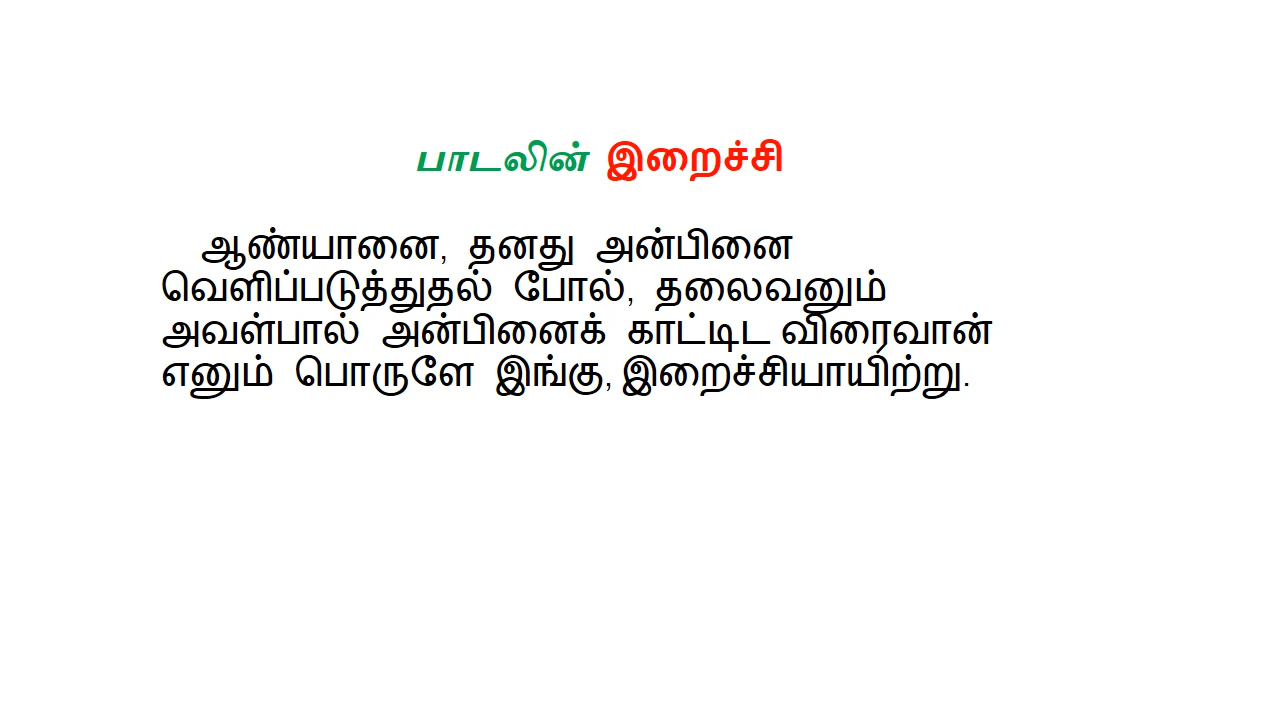 பாடலின் இறைச்சி
ஆண்யானை, தனது அன்பினை
வெளிப்படுத்துதல் போல், தலைவனும்
அவள்பால் அன்பினைக் காட்டிட விரைவான்
எனும் பொருளே இங்கு, இறைச்சியாயிற்று.